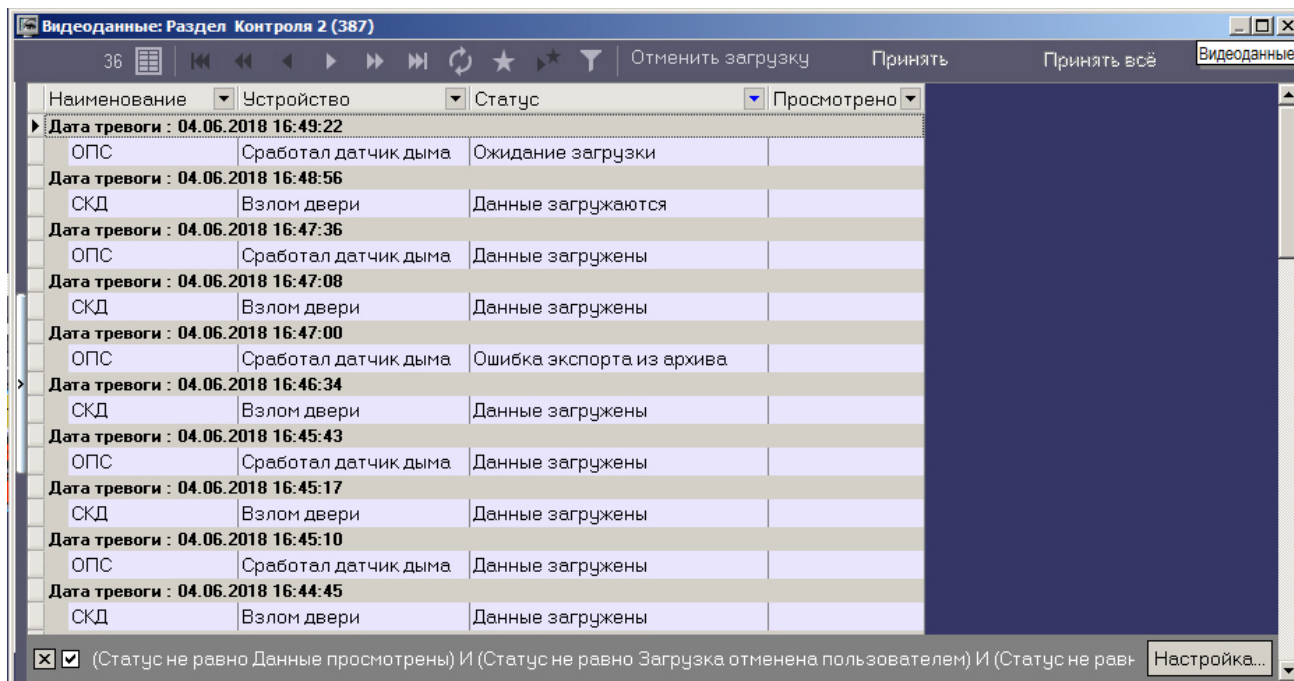 Видеоданные: Раздел Контроля 2 (387)
36 Отменить загрузку Принять Принять всё Видеоданные
Наименование Устройство Статус Просмотрено
Дата тревоги : 04.06.2018 16:49:22
ОПС Сработал датчик дыма Ожидание загрузки
Дата тревоги : 04.06.2018 16:48:56
СКД Взлом двери Данные загружаются
Дата тревоги : 04.06.2018 16:47:36
ОПС Сработал датчик дыма Данные загружены
Дата тревоги : 04.06.2018 16:47:08
СКД Взлом двери Данные загружены
Дата тревоги : 04.06.2018 16:47:00
ОПС Сработал датчик дыма Ошибка экспорта из архива
Дата тревоги : 04.06.2018 16:46:34
СКД Взлом двери Данные загружены
Дата тревоги : 04.06.2018 16:45:43
ОПС Сработал датчик дыма Данные загружены
Дата тревоги : 04.06.2018 16:45:17
СКД Взлом двери Данные загружены
Дата тревоги : 04.06.2018 16:45:10
ОПС Сработал датчик дыма Данные загружены
Дата тревоги : 04.06.2018 16:44:45
СКД Взлом двери Данные загружены
(Статус не равно Данные просмотрены) И (Статус не равно Загрузка отменена пользователем) И (Статус не Настройка...